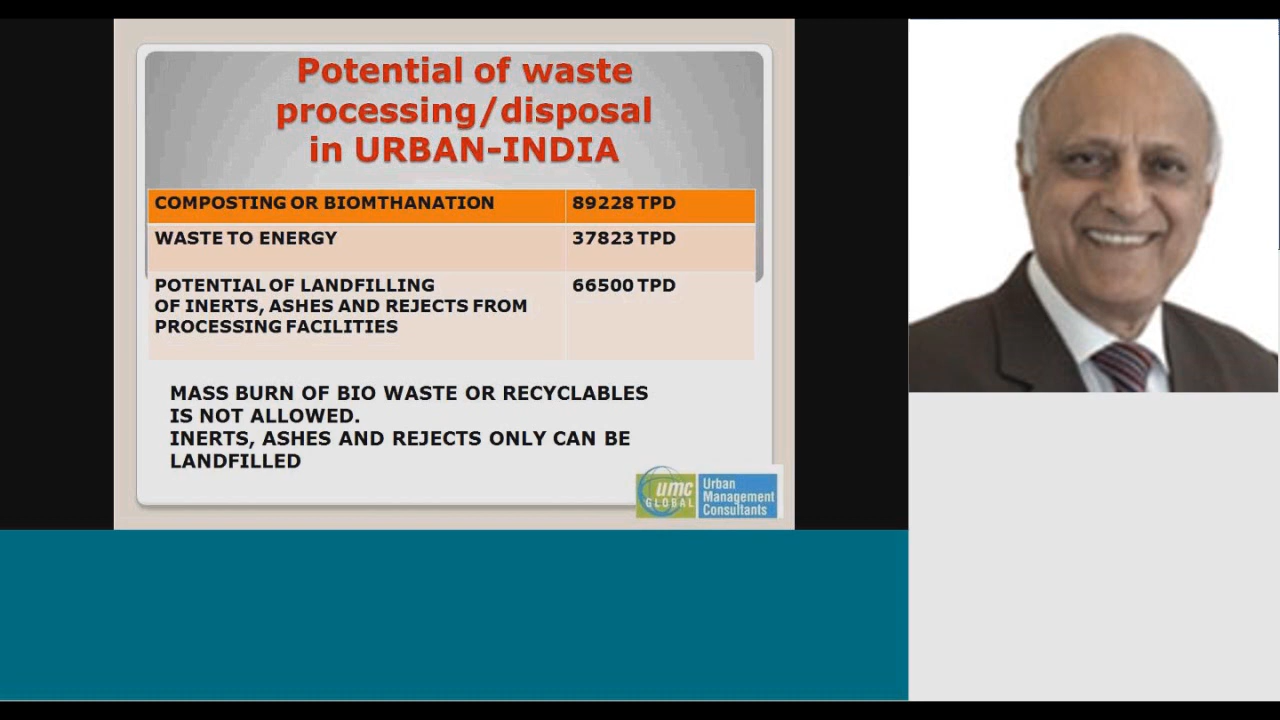 Potential of waste
processing/disposal
in URBAN-INDIA
COMPOSTING OR BIOMTHANATION 89228 TPD
WASTE TO ENERGY 37823 TPD
POTENTIAL OF LANDFILLING 66500 TPD
OF INERTS, ASHES AND REJECTS FROM
PROCESSING FACILITIES
MASS BURN OF BIO WASTE OR RECYCLABLES
IS NOT ALLOWED.
INERTS, ASHES AND REJECTS ONLY CAN BE
LANDFILLED
umc
GLOBAL
Urban
Management
Consultants